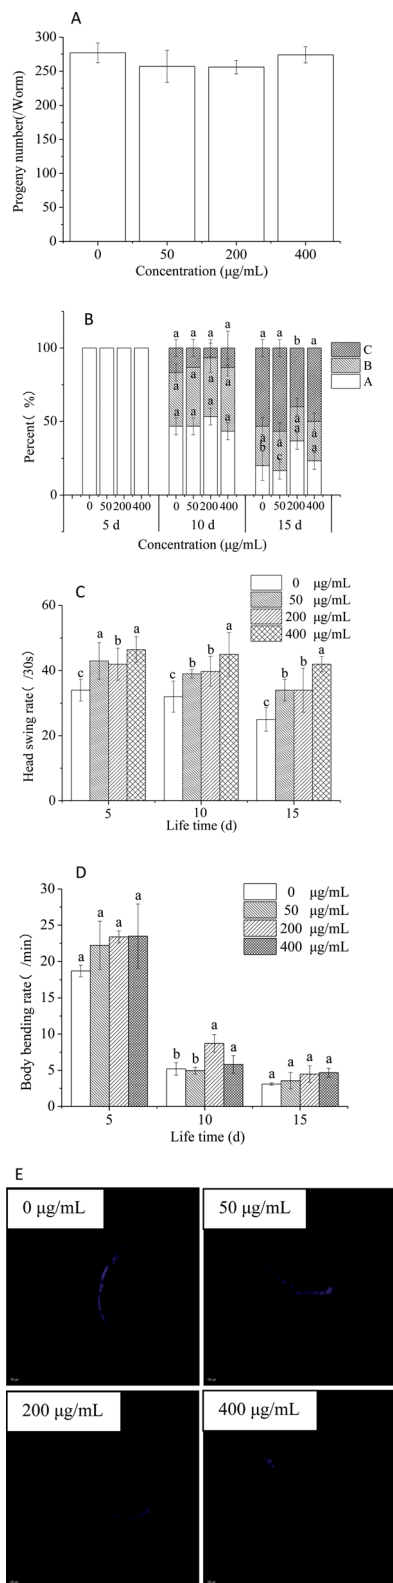 A
300
250
200
150
100
50
0
Progeny number(/Worm)
0 50 200 400
Concentration (μg/mL)
B
100
50
0
Percent( %)
a a a a a a b a
a a a a a a a a
a a a a b c a a
C
B
A
0 50 200 400 0 50 200 400 0 50 200 400
5 d 10 d 15 d
Concentration (μg/mL)
C
0 μg/mL
50 μg/mL
200 μg/mL
400 μg/mL
60
40
20
0
Head swing rate( /30s)
c a b a c b b a c b b a
5 10 15
Life time (d)
D
0 μg/mL
50 μg/mL
200 μg/mL
400 μg/mL
30
25
20
15
10
5
0
Body bending rate( /min)
a a a a b b a b a a a a
5 10 15
Life time (d)
E
0 μg/mL
50 μg/mL
200 μg/mL
400 μg/mL